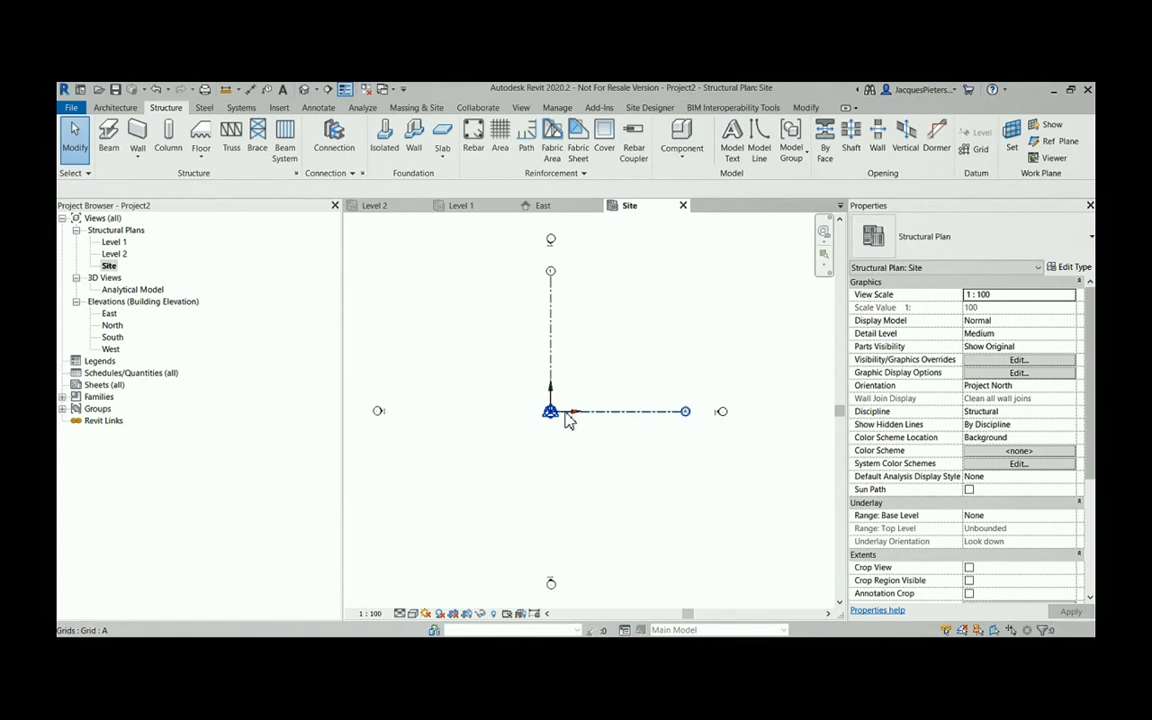 Autodesk Revit 2020.2 - Not For Resale Version - Project2 - Structural Plan: Site
JacquesPieters...
File Architecture Structure Steel Systems Insert Annotate Analyze Massing & Site Collaborate View Manage Add-Ins Site Designer BIM Interoperability Tools Modify
Modify Beam Wall Column Floor Truss Brace Beam System Connection Isolated Wall Slab Rebar Area Path Fabric Area Fabric Sheet Cover Rebar Coupler Component Model Text Model Line Model Group By Face Shaft Wall Vertical Dormer Level Grid Set Show Ref Plane Viewer
Select Structure Connection Foundation Reinforcement Model Opening Datum Work Plane
Project Browser - Project2
Views (all)
Structural Plans
Level 1
Level 2
Site
3D Views
Analytical Model
Elevations (Building Elevation)
East
North
South
West
Legends
Schedules/Quantities (all)
Sheets (all)
Families
Groups
Revit Links
Level 2 Level 1 East Site
1 : 100
Properties
Structural Plan
Structural Plan: Site Edit Type
Graphics
View Scale 1 : 100
Scale Value 1: 100
Display Model Normal
Detail Level Medium
Parts Visibility Show Original
Visibility/Graphics Overrides Edit...
Graphic Display Options Edit...
Orientation Project North
Wall Join Display Clean all wall joins
Discipline Structural
Show Hidden Lines By Discipline
Color Scheme Location Background
Color Scheme <none>
System Color Schemes Edit...
Default Analysis Display Style None
Sun Path
Underlay
Range: Base Level None
Range: Top Level Unbounded
Underlay Orientation Look down
Extents
Crop View
Crop Region Visible
Annotation Crop
Properties help Apply
Grids : Grid : A :0 Main Model :0